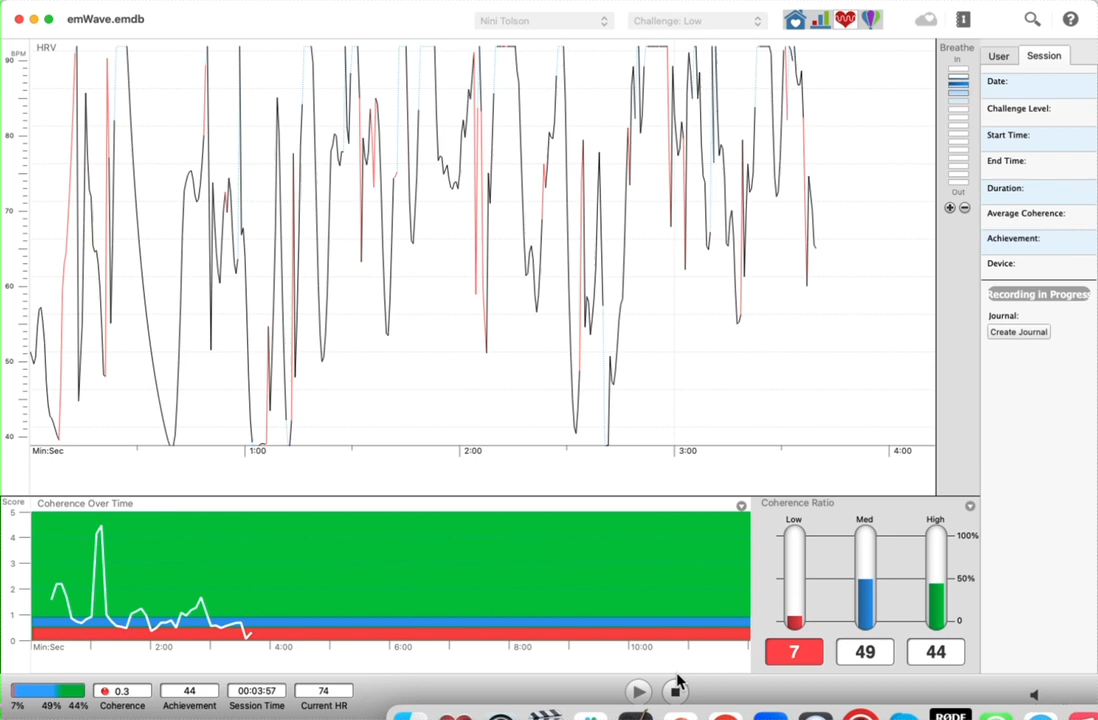 emWave.emdb
Nini Tolson
Challenge: Low
BPM
HRV
90
80
70
60
50
40
Min:Sec
1:00
2:00
3:00
4:00
Breathe
In
Out
User
Session
Date:
Challenge Level:
Start Time:
End Time:
Duration:
Average Coherence:
Achievement:
Device:
Recording in Progress
Journal:
Create Journal
Score
Coherence Over Time
5
4
3
2
1
0
Min:Sec
2:00
4:00
6:00
8:00
10:00
Coherence Ratio
Low
Med
High
100%
50%
0
7
49
44
7%
49%
44%
0.3
Coherence
44
Achievement
00:03:57
Session Time
74
Current HR
RØDE